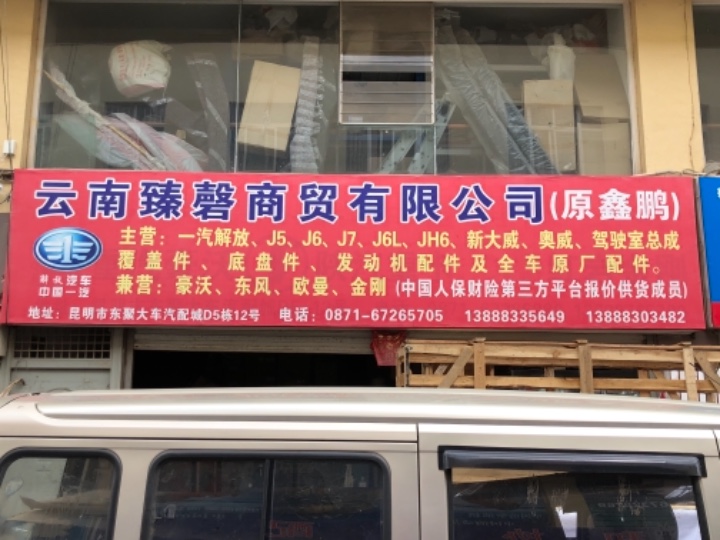 云南臻磬商贸有限公司(原鑫鹏)
主营：一汽解放、J5、J6、J7、J6L、JH6、新大威、奥威、驾驶室总成
覆盖件、底盘件、发动机配件及全车原厂配件。
解放汽车
中国一汽
兼营：豪沃、东风、欧曼、金刚(中国人保财险第三方平台报价供货成员)
地址：昆明市东聚大车汽配城D5栋12号 电话：0871-67265705 13888335649 13888303482